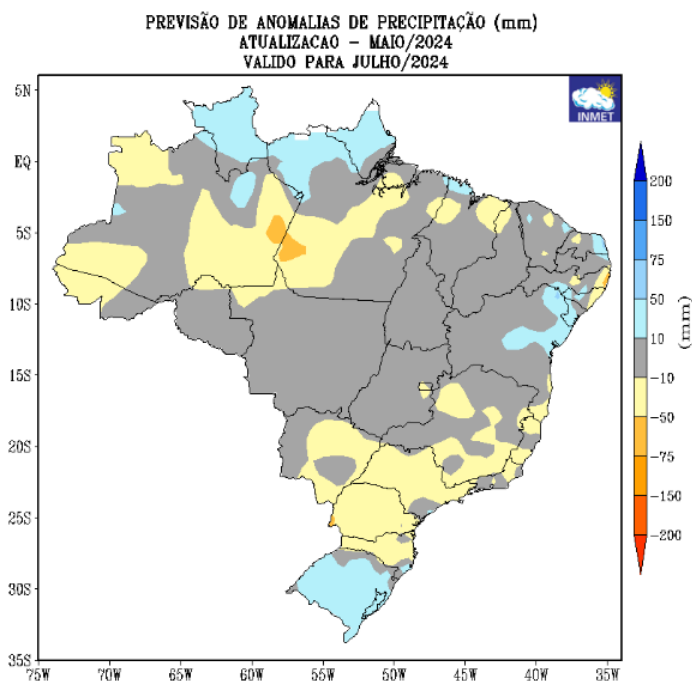 PREVISÃO DE ANOMALIAS DE PRECIPITAÇÃO (mm)
ATUALIZACAO - MAIO/2024
VALIDO PARA JULHO/2024
INMET
5N
EQ
5S
10S
15S
20S
25S
30S
35S
75W
70W
65W
60W
55W
50W
45W
40W
35W
200
150
75
50
10
-10
-50
-75
-150
-200
(mm)